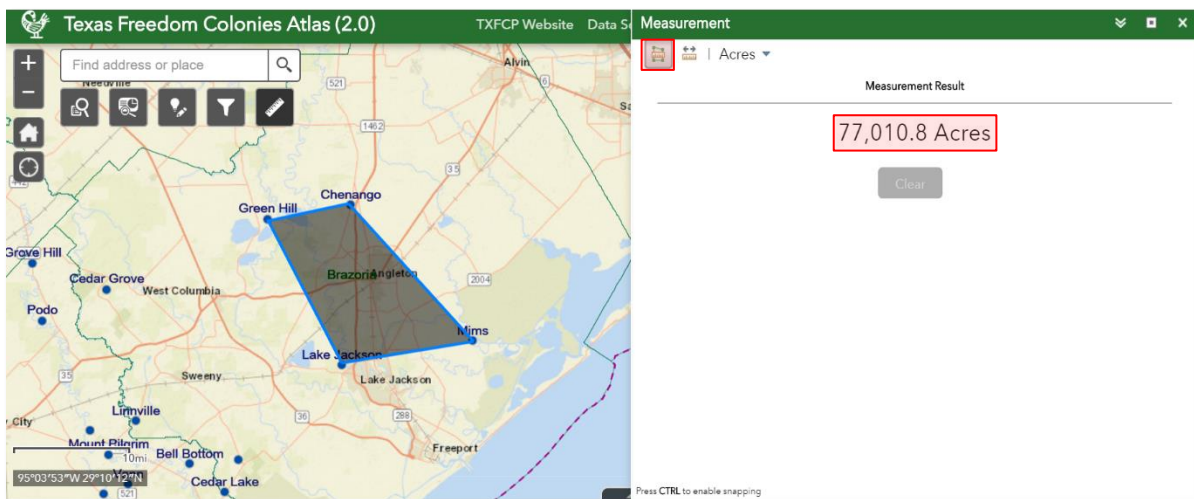 Texas Freedom Colonies Atlas (2.0)
TXFCP Website
Measurement
Find address or place
Acres
Measurement Result
77,010.8 Acres
Clear
Alvin
Needville
521
6
1462
35
Chenango
Green Hill
Grove Hill
Brazoria
Angleton
2004
Cedar Grove
West Columbia
Podo
Mims
Lake Jackson
35
Sweeny
Lake Jackson
Linnville
36
288
City
Mount Pilgrim
Bell Bottom
Freeport
10mi
95°03'53"W 29°10'12"N
Cedar Lake
521
Press CTRL to enable snapping